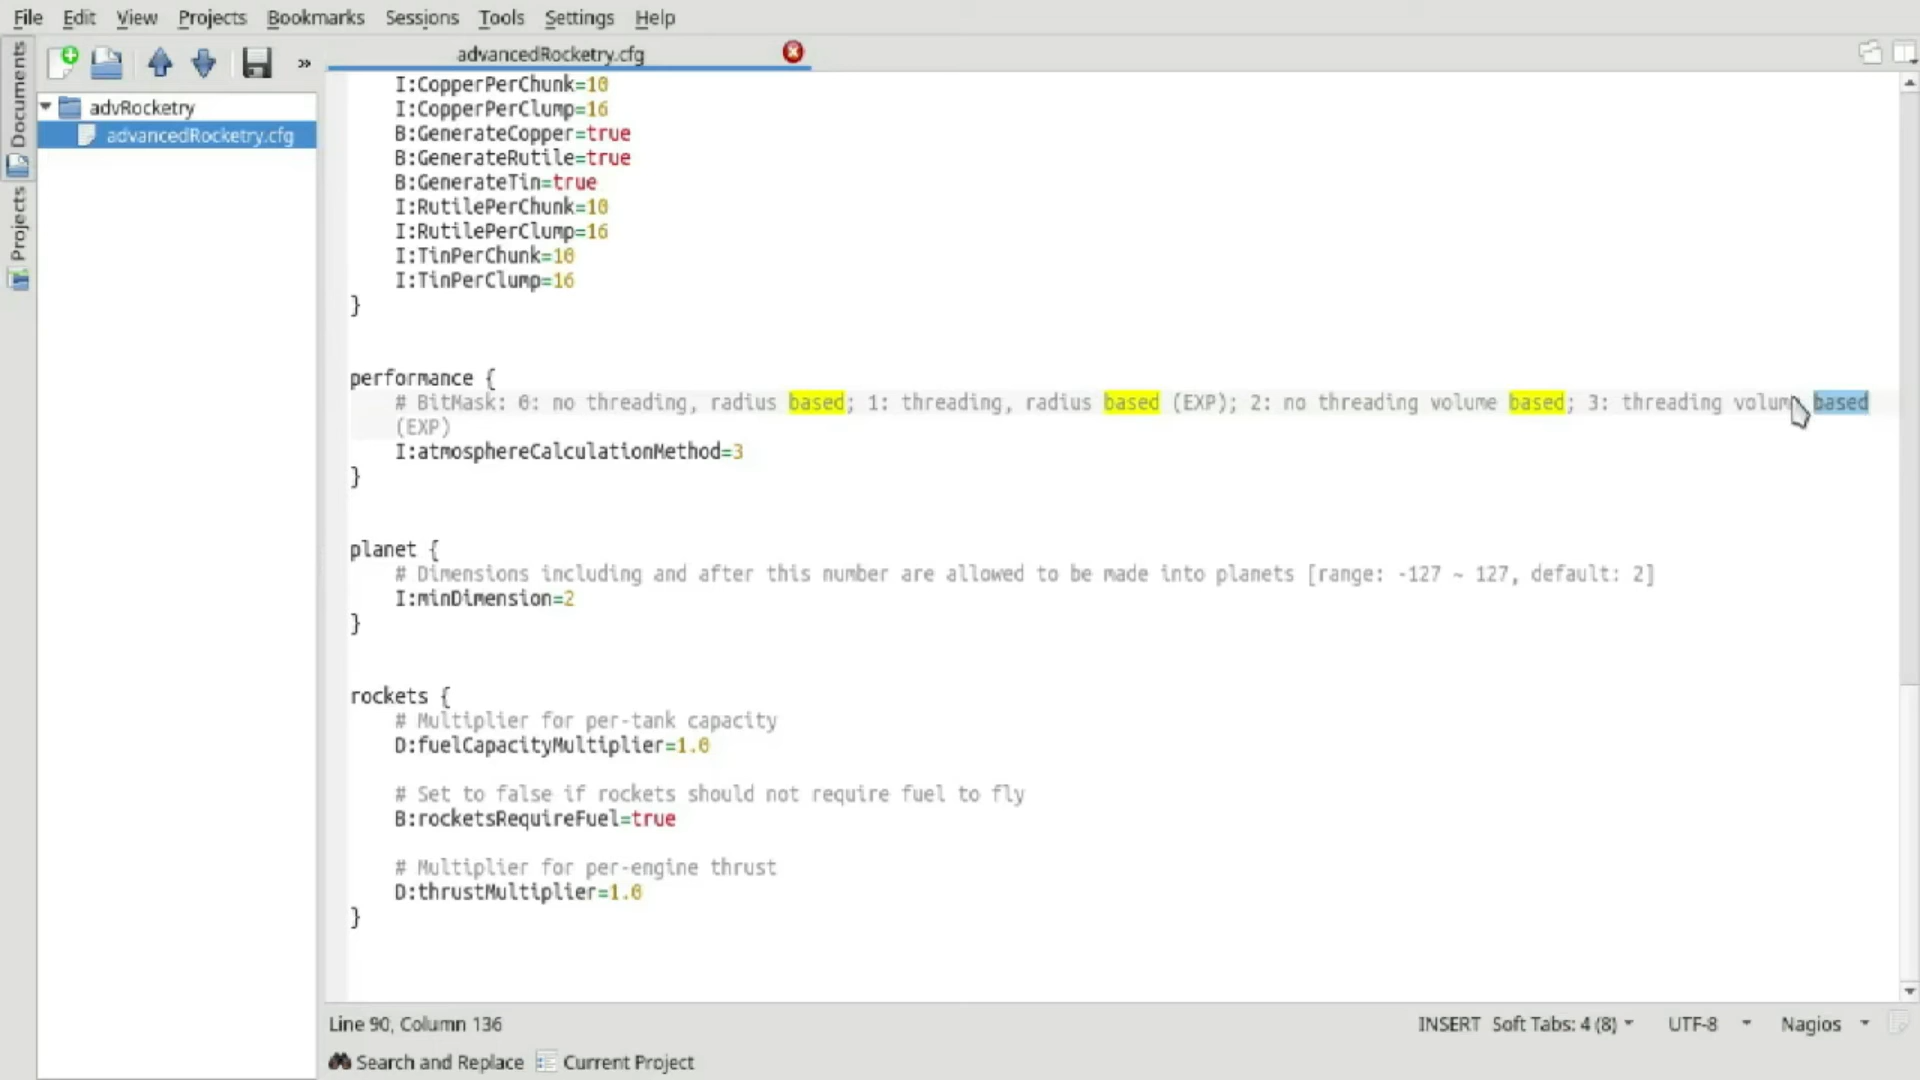 File Edit View Projects Bookmarks Sessions Tools Settings Help
Documents
Projects
»
advancedRocketry.cfg
advRocketry
advancedRocketry.cfg
I:CopperPerChunk=10
I:CopperPerClump=16
B:GenerateCopper=true
B:GenerateRutile=true
B:GenerateTin=true
I:RutilePerChunk=10
I:RutilePerClump=16
I:TinPerChunk=10
I:TinPerClump=16
}
performance {
# BitMask: 0: no threading, radius based; 1: threading, radius based (EXP); 2: no threading volume based; 3: threading volume based
(EXP)
I:atmosphereCalculationMethod=3
}
planet {
# Dimensions including and after this number are allowed to be made into planets [range: -127 ~ 127, default: 2]
I:minDimension=2
}
rockets {
# Multiplier for per-tank capacity
D:fuelCapacityMultiplier=1.0
# Set to false if rockets should not require fuel to fly
B:rocketsRequireFuel=true
# Multiplier for per-engine thrust
D:thrustMultiplier=1.0
}
Line 90, Column 136 INSERT Soft Tabs: 4 (8) UTF-8 Nagios
Search and Replace Current Project